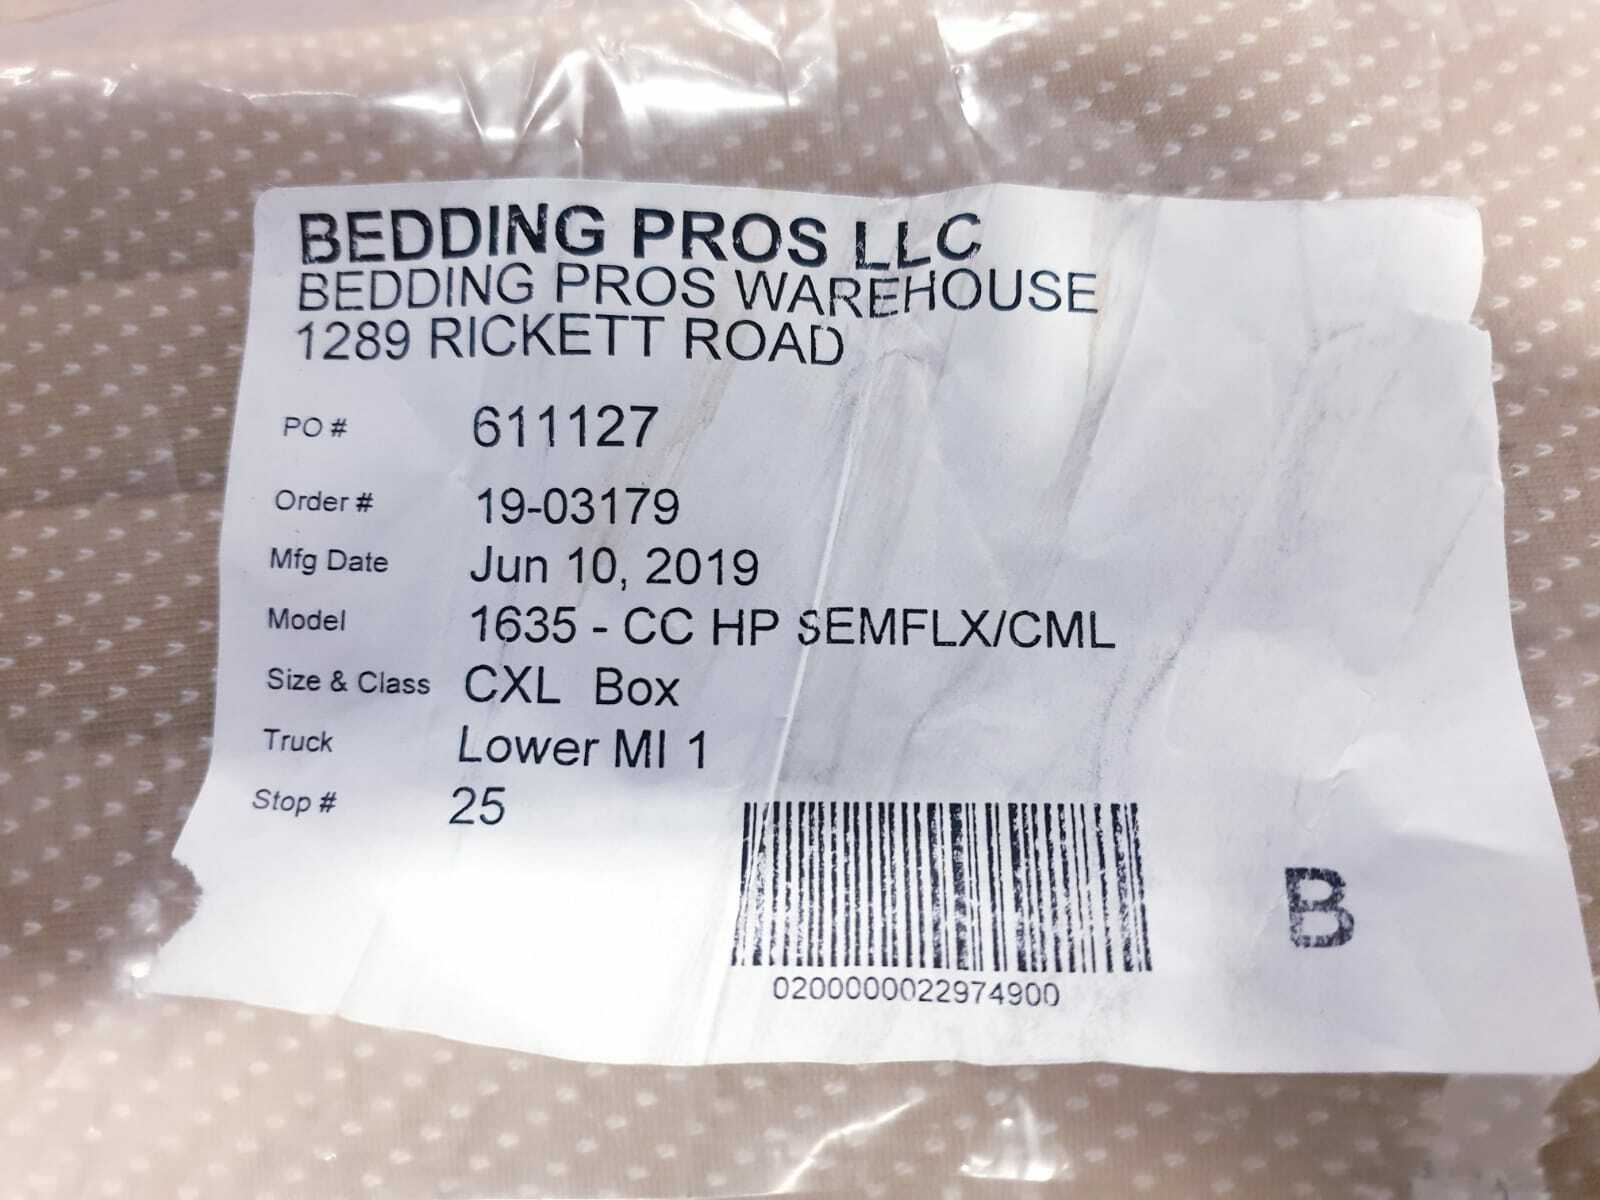 BEDDING PROS LLC
BEDDING PROS WAREHOUSE
1289 RICKETT ROAD
PO # 611127
Order # 19-03179
Mfg Date Jun 10, 2019
Model 1635 - CC HP SEMFLX/CML
Size & Class CXL Box
Truck Lower MI 1
Stop # 25
B
0200000022974900